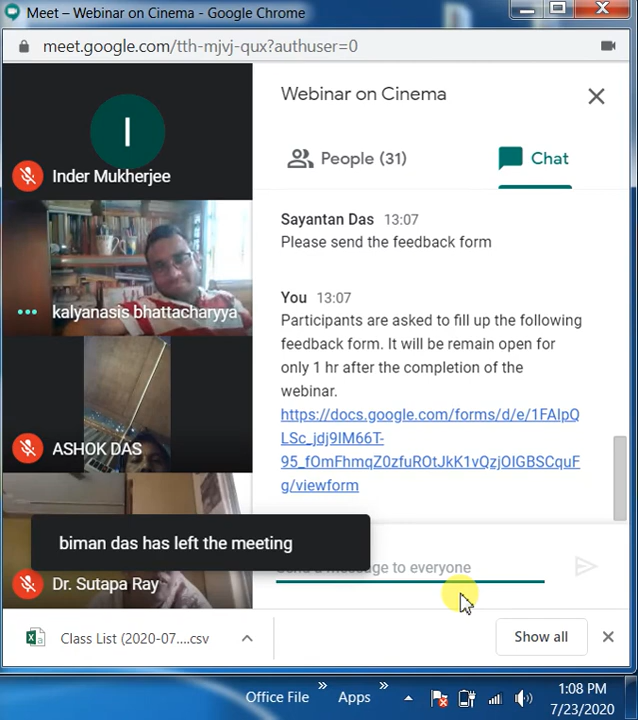 Meet – Webinar on Cinema - Google Chrome
meet.google.com/tth-mjvj-qux?authuser=0
I
Inder Mukherjee
kalyanasis bhattacharyya
ASHOK DAS
biman das has left the meeting
Dr. Sutapa Ray
Webinar on Cinema
People (31)
Chat
Sayantan Das 13:07
Please send the feedback form
You 13:07
Participants are asked to fill up the following
feedback form. It will be remain open for
only 1 hr after the completion of the
webinar.
https://docs.google.com/forms/d/e/1FAIpQ
LSc_jdj9IM66T-
95_fOmFhmqZ0zfuROtJkK1vQzjOIGBSCquF
g/viewform
Send a message to everyone
Class List (2020-07....csv
Show all
Office File
»
Apps
»
1:08 PM
7/23/2020